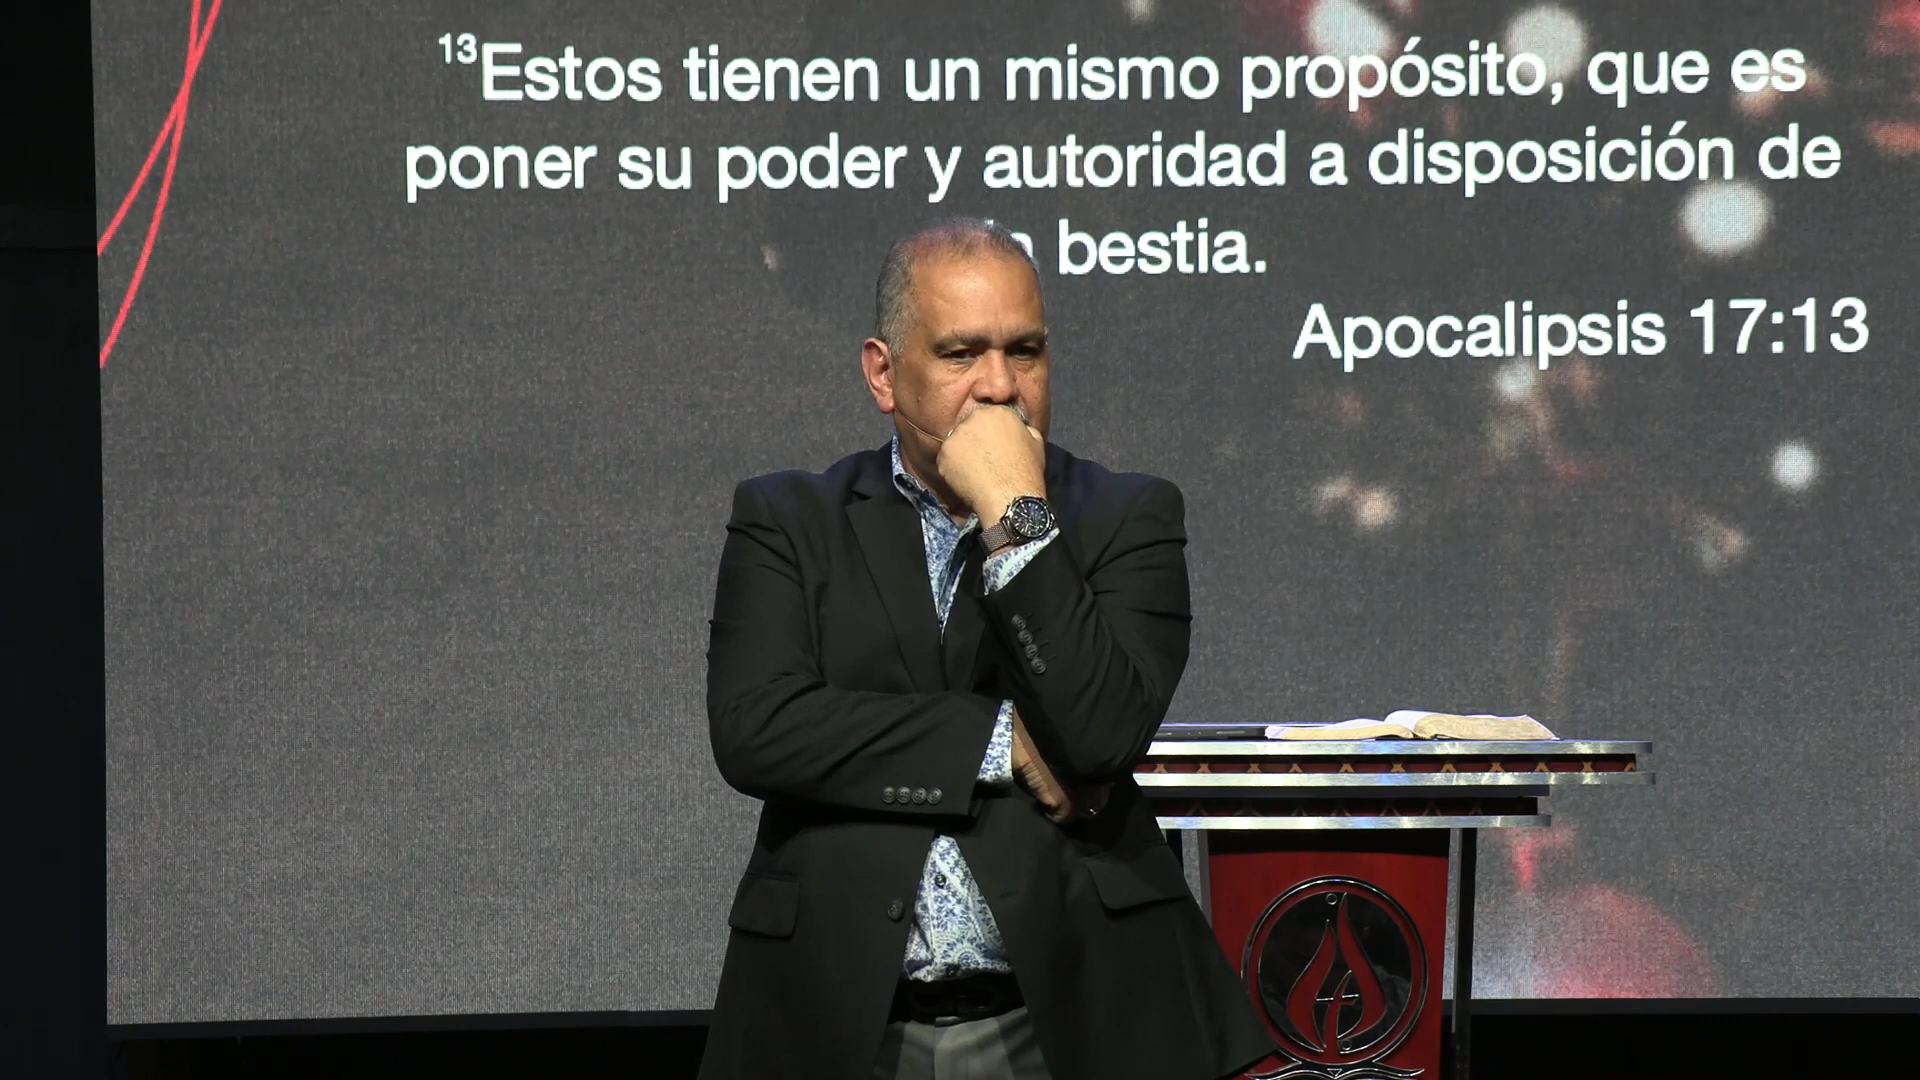 ¹³Estos tienen un mismo propósito, que es
poner su poder y autoridad a disposición de
bestia.
Apocalipsis 17:13